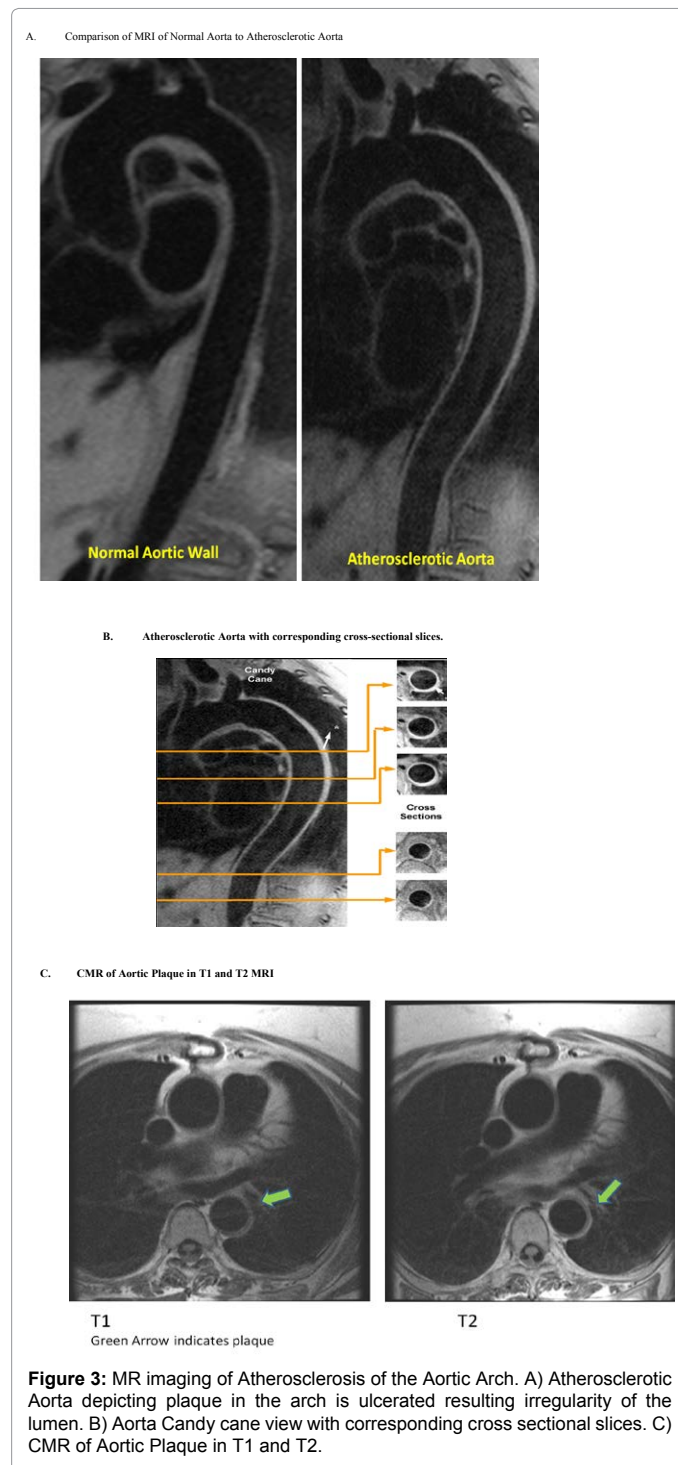 A. Comparison of MRI of Normal Aorta to Atherosclerotic Aorta
Normal Aortic Wall
Atherosclerotic Aorta
B. Atherosclerotic Aorta with corresponding cross-sectional slices.
Candy
Cane
Cross
Sections
C. CMR of Aortic Plaque in T1 and T2 MRI
T1
T2
Green Arrow indicates plaque
Figure 3: MR imaging of Atherosclerosis of the Aortic Arch. A) Atherosclerotic
Aorta depicting plaque in the arch is ulcerated resulting irregularity of the
lumen. B) Aorta Candy cane view with corresponding cross sectional slices. C)
CMR of Aortic Plaque in T1 and T2.